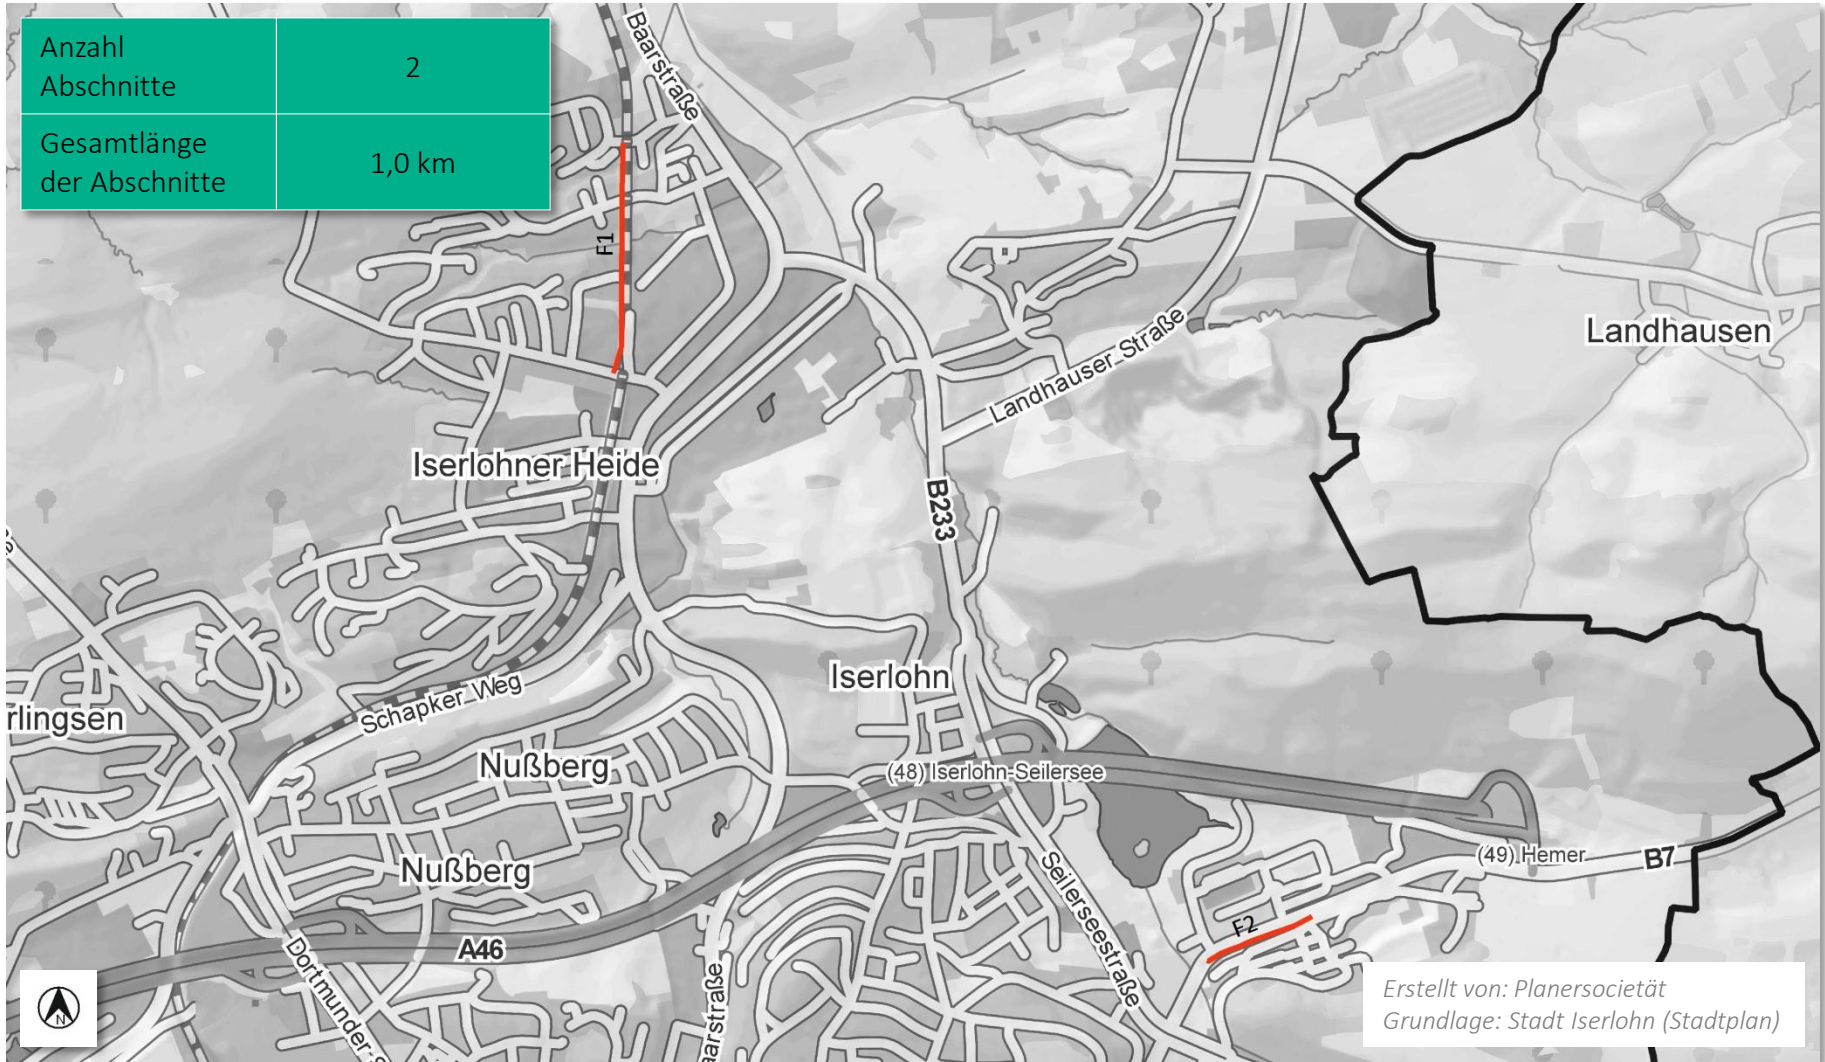 Anzahl
Abschnitte
2
Gesamtlänge
der Abschnitte
1,0 km
Baarstraße
F1
Landhausen
Landhauser Straße
Iserlohner Heide
B233
Iserlohn
Schapker Weg
rlingsen
Nußberg
(48) Iserlohn-Seilersee
Nußberg
(49) Hemer
B7
Seilerseestraße
F2
A46
Dortmunder-S
aarstraße
N
Erstellt von: Planersocietät
Grundlage: Stadt Iserlohn (Stadtplan)